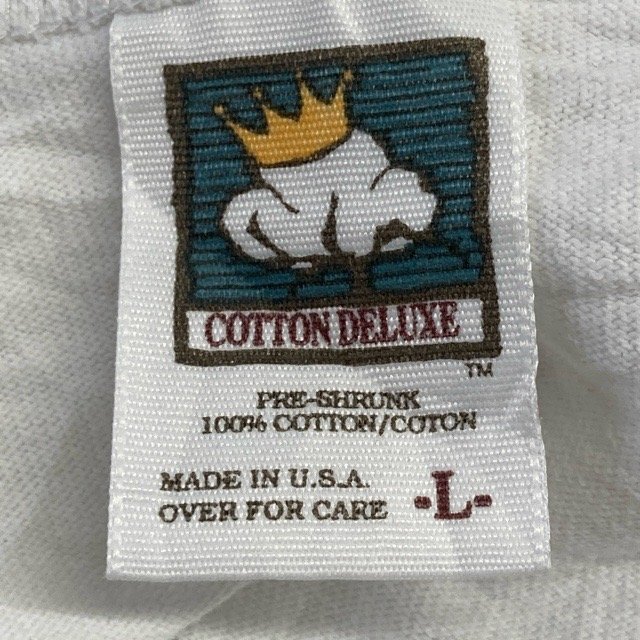 COTTON DELUXE
TM
PRE-SHRUNK
100% COTTON/COTON
MADE IN U.S.A.
OVER FOR CARE
-L-